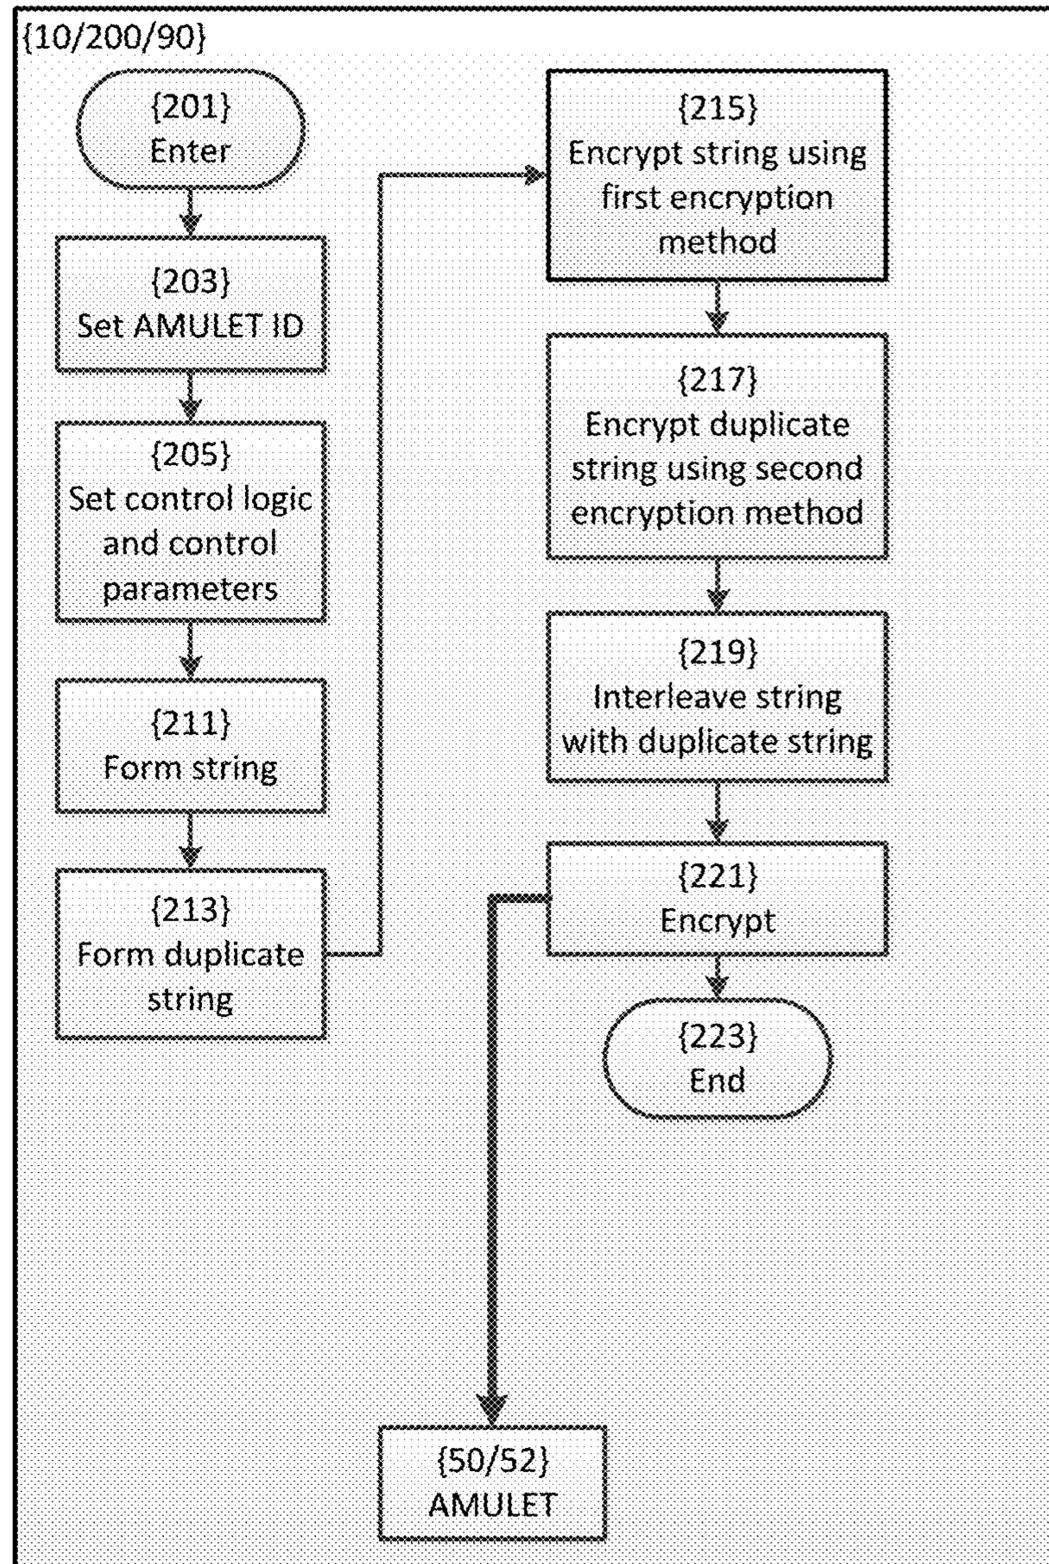 {10/200/90}
{201}
Enter
{203}
Set AMULET ID
{205}
Set control logic
and control
parameters
{211}
Form string
{213}
Form duplicate
string
{215}
Encrypt string using
first encryption
method
{217}
Encrypt duplicate
string using second
encryption method
{219}
Interleave string
with duplicate string
{221}
Encrypt
{223}
End
{50/52}
AMULET